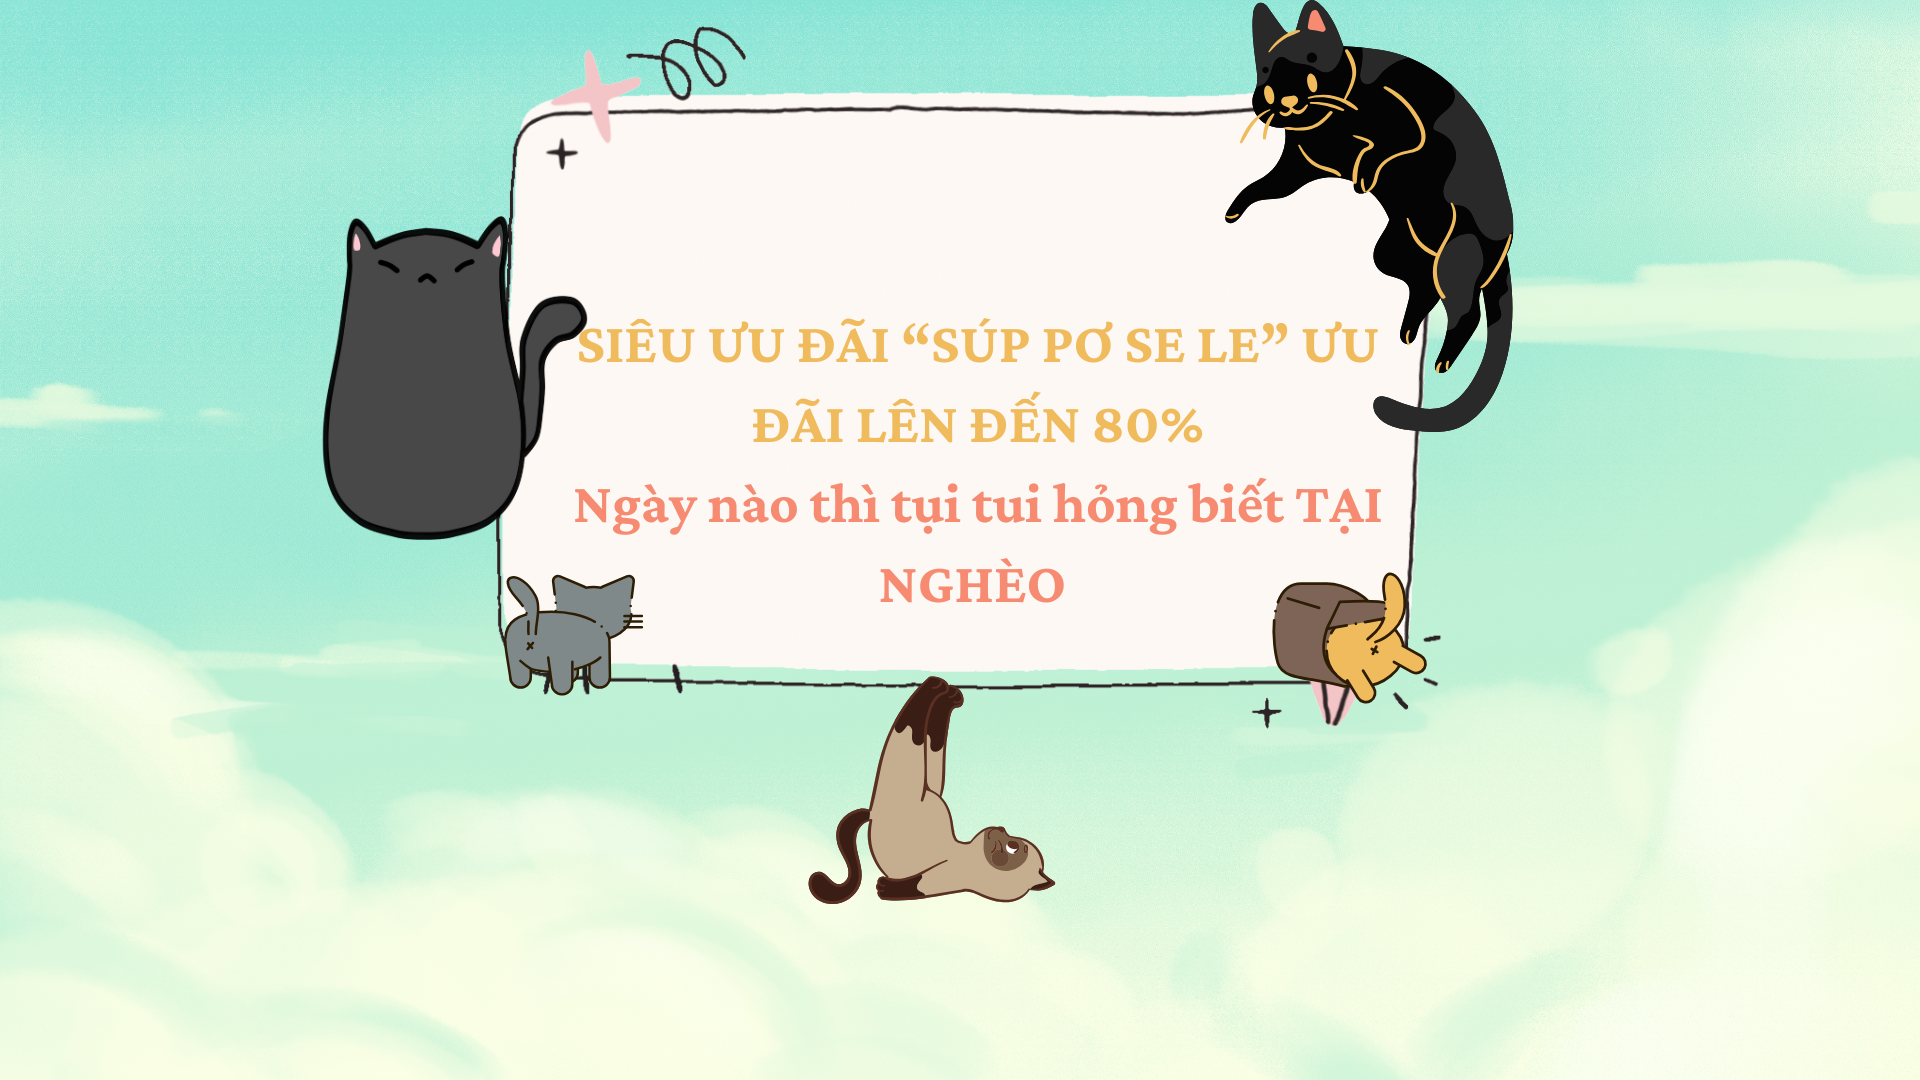 SIÊU ƯU ĐÃI “SÚP PƠ SE LE” ƯU
ĐÃI LÊN ĐẾN 80%
Ngày nào thì tụi tui hỏng biết TẠI
NGHÈO